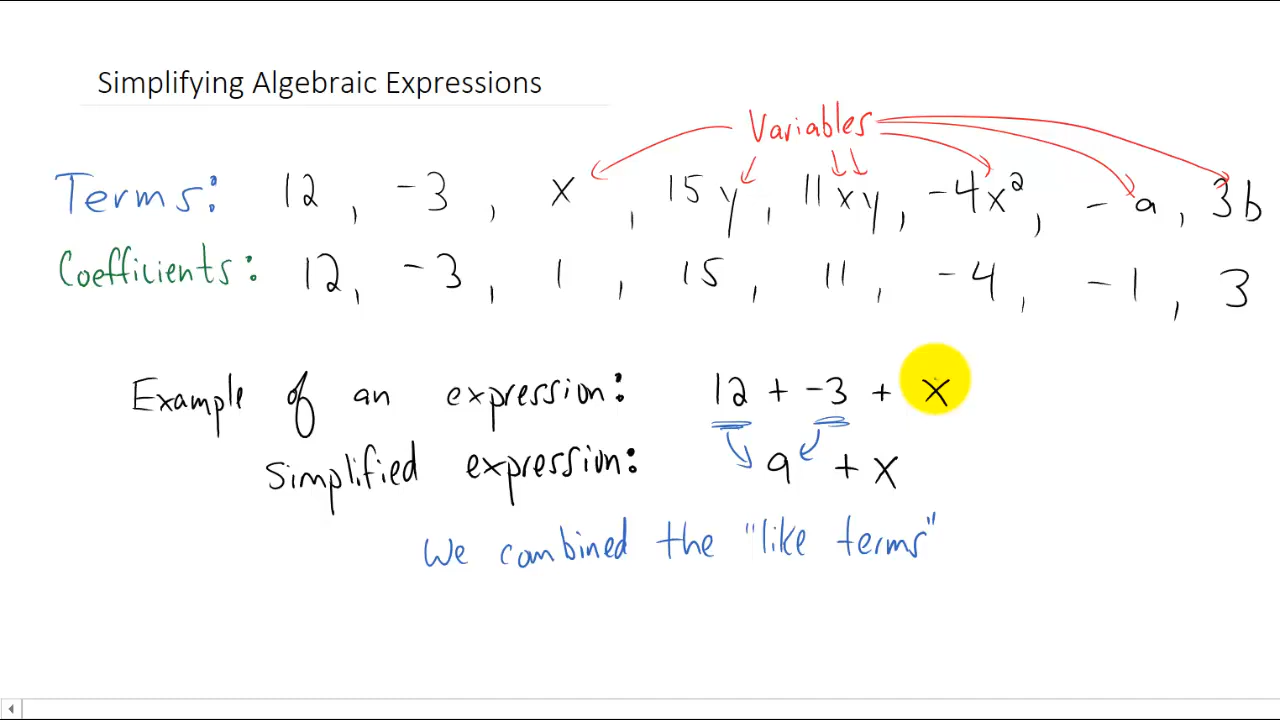 Simplifying Algebraic Expressions
Variables
Terms: 12, -3, x, 15y, 11xy, -4x², -a, 3b
Coefficients: 12, -3, 1, 15, 11, -4, -1, 3
Example of an expression: 12 + -3 + x
Simplified expression: 9 + x
We combined the "like terms"